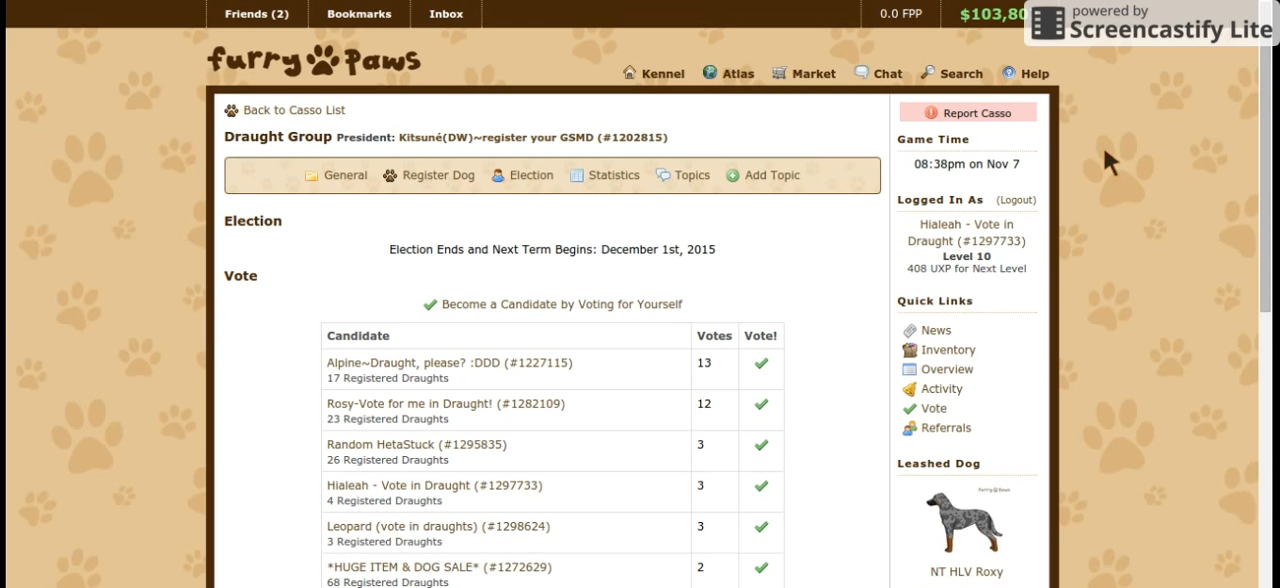 Friends (2) Bookmarks Inbox 0.0 FPP $103,80
powered by
Screencastify Lite
furry paws
Kennel Atlas Market Chat Search Help
Back to Casso List
Draught Group President: Kitsuné(DW)~register your GSMD (#1202815)
General Register Dog Election Statistics Topics Add Topic
Election
Election Ends and Next Term Begins: December 1st, 2015
Vote
Become a Candidate by Voting for Yourself
Candidate Votes Vote!
Alpine~Draught, please? :DDD (#1227115) 13
17 Registered Draughts
Rosy-Vote for me in Draught! (#1282109) 12
23 Registered Draughts
Random HetaStuck (#1295835) 3
26 Registered Draughts
Hialeah - Vote in Draught (#1297733) 3
4 Registered Draughts
Leopard (vote in draughts) (#1298624) 3
3 Registered Draughts
*HUGE ITEM & DOG SALE* (#1272629) 2
68 Registered Draughts
Report Casso
Game Time
08:38pm on Nov 7
Logged In As (Logout)
Hialeah - Vote in
Draught (#1297733)
Level 10
408 UXP for Next Level
Quick Links
News
Inventory
Overview
Activity
Vote
Referrals
Leashed Dog
Furry Paws
NT HLV Roxy